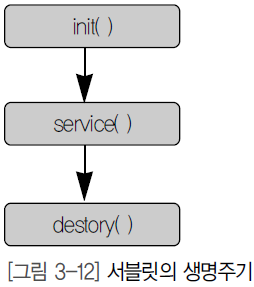 init( )
service( )
destory( )
[그림 3-12] 서블릿의 생명주기